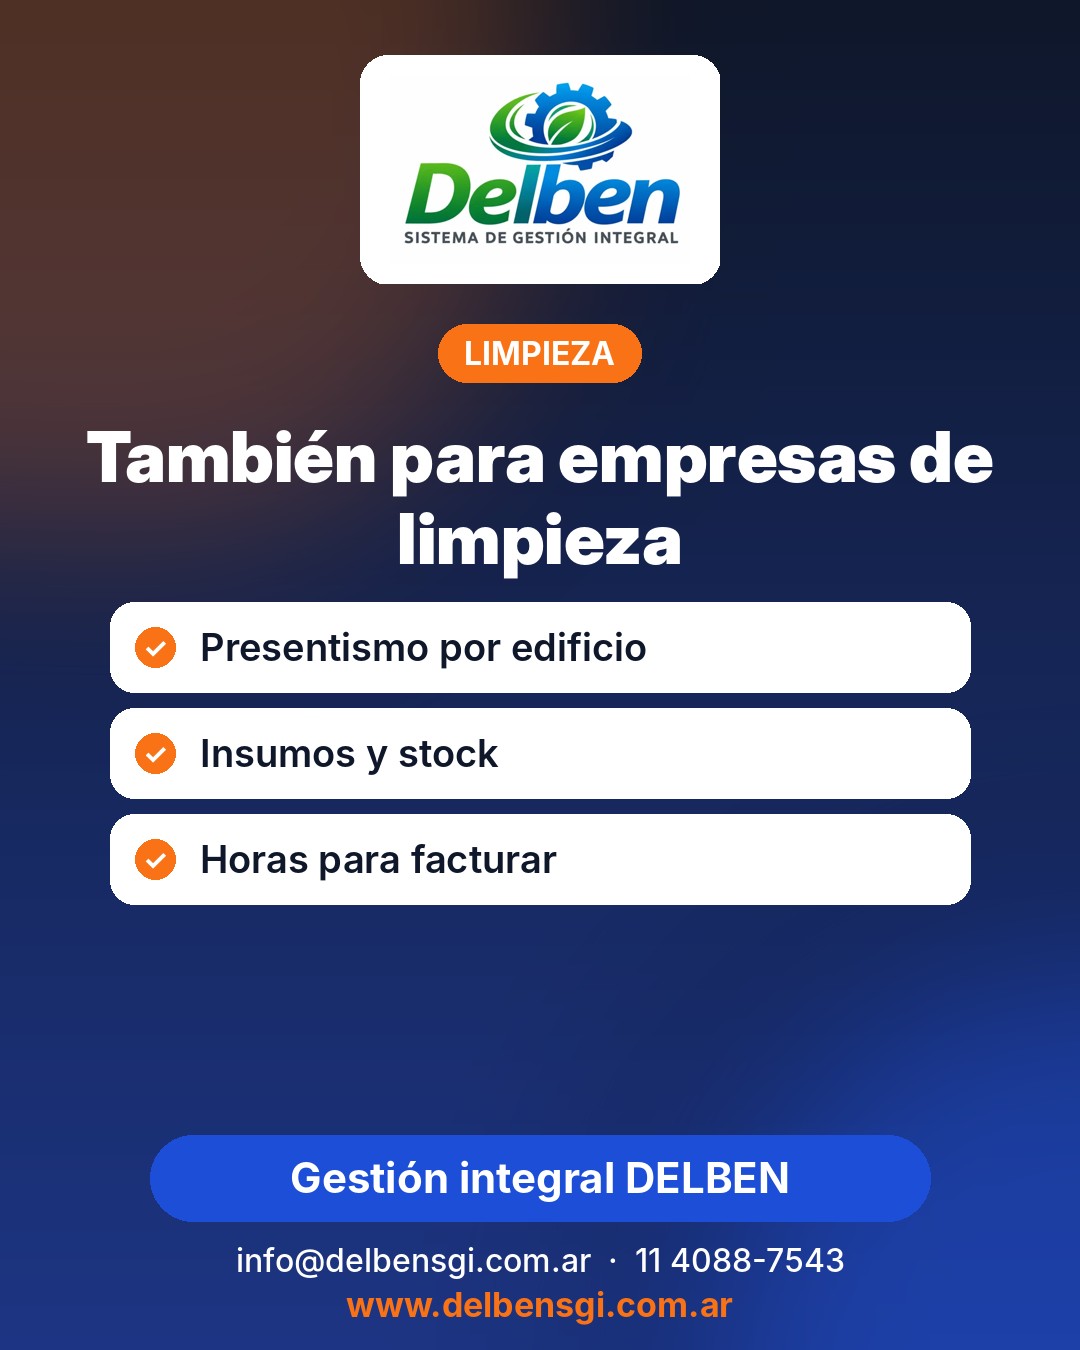 Delben
SISTEMA DE GESTIÓN INTEGRAL
LIMPIEZA
También para empresas de
limpieza
Presentismo por edificio
Insumos y stock
Horas para facturar
Gestión integral DELBEN
info@delbensgi.com.ar · 11 4088-7543
www.delbensgi.com.ar